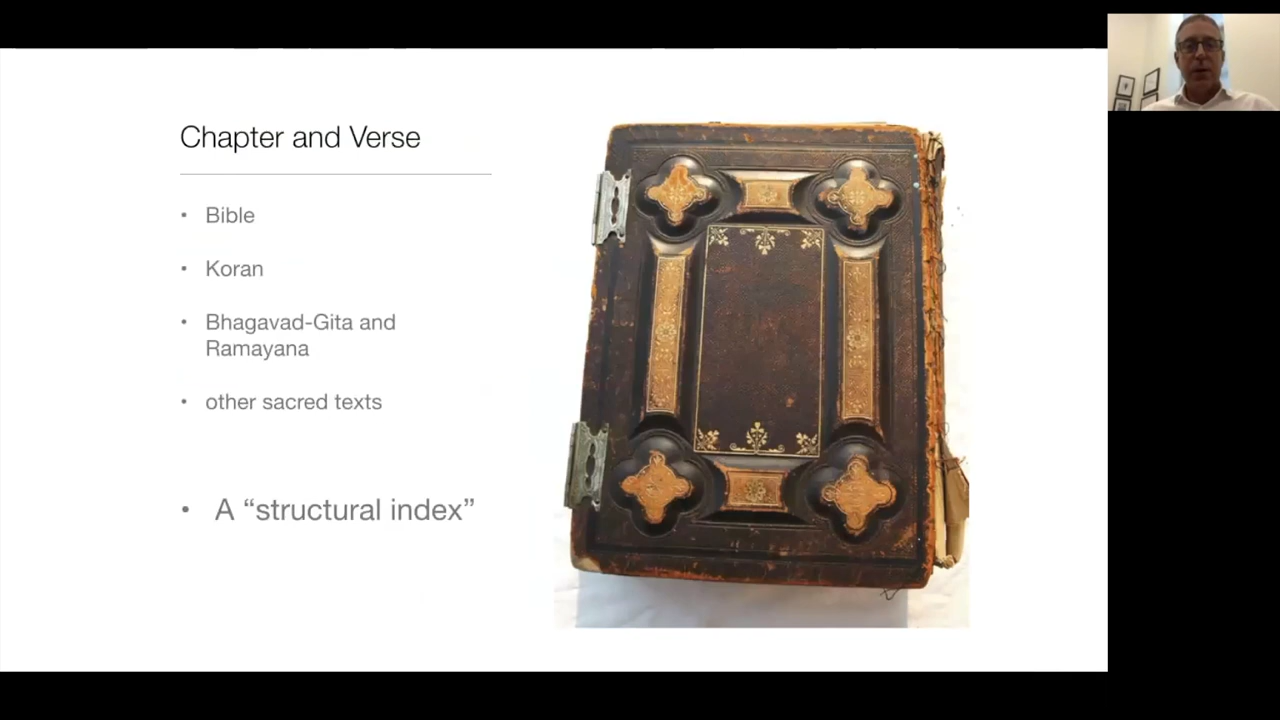 Chapter and Verse
• Bible
• Koran
• Bhagavad-Gita and
Ramayana
• other sacred texts
• A “structural index”